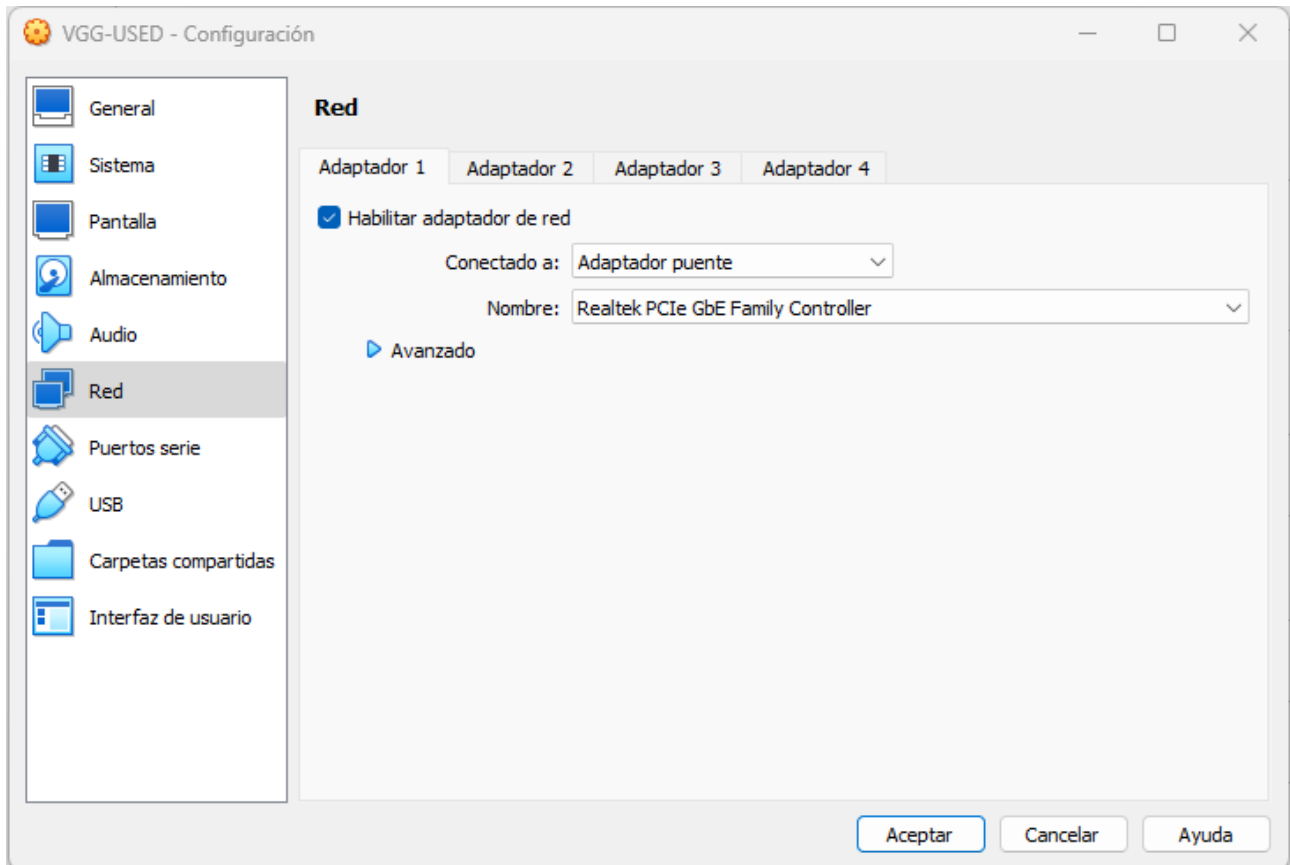 VGG-USED - Configuración
General
Sistema
Pantalla
Almacenamiento
Audio
Red
Puertos serie
USB
Carpetas compartidas
Interfaz de usuario
Red
Adaptador 1 Adaptador 2 Adaptador 3 Adaptador 4
Habilitar adaptador de red
Conectado a: Adaptador puente
Nombre: Realtek PCIe GbE Family Controller
Avanzado
Aceptar Cancelar Ayuda